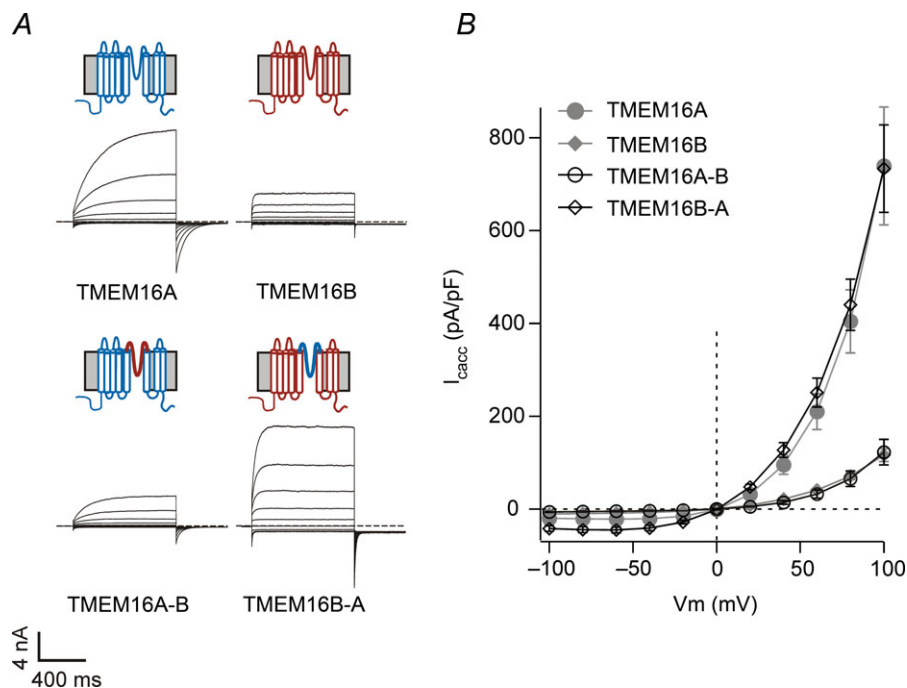 A
B
TMEM16A
TMEM16B
TMEM16A-B
TMEM16B-A
4 nA
400 ms
TMEM16A
TMEM16B
TMEM16A-B
TMEM16B-A
I_cacc (pA/pF)
800
600
400
200
0
−100
−50
0
50
100
Vm (mV)